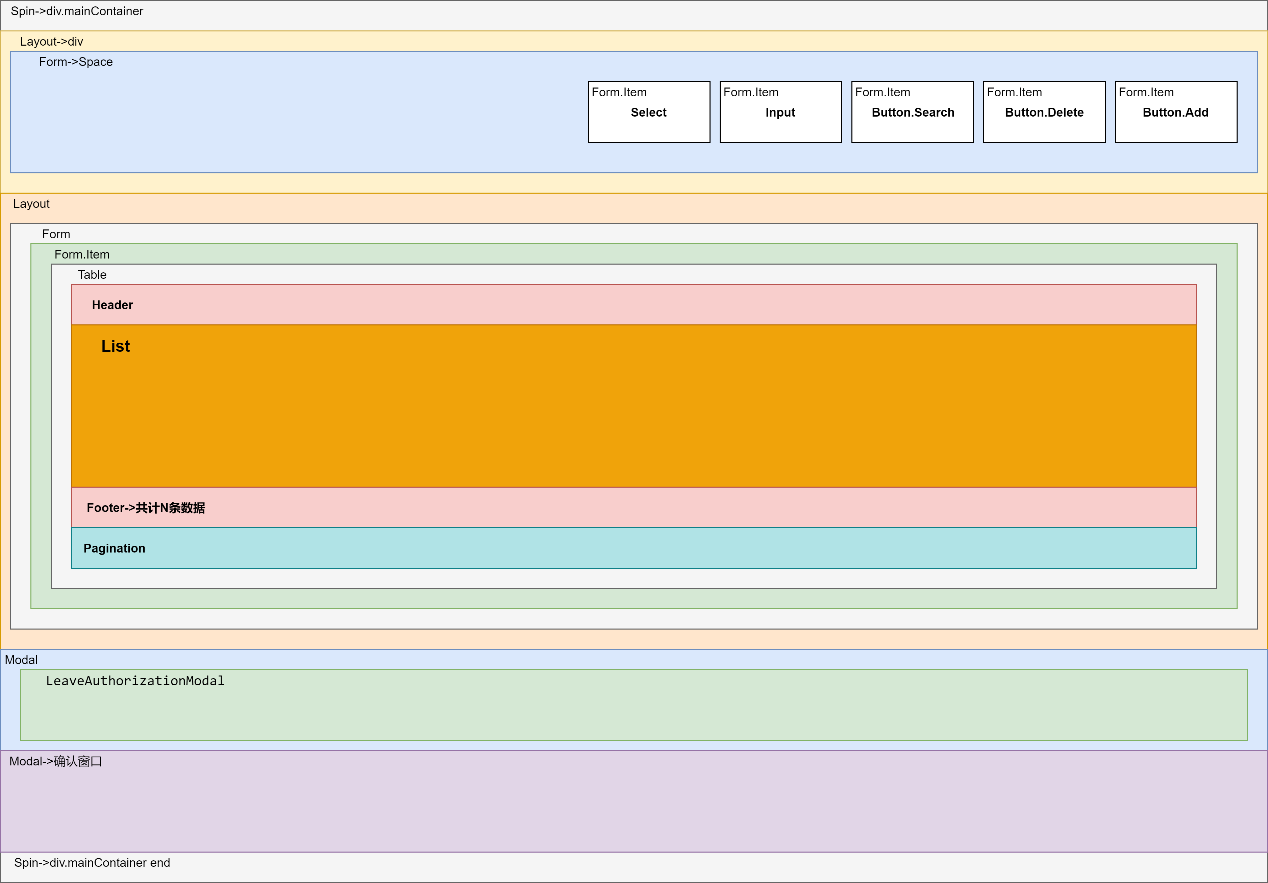 Spin->div.mainContainer
Layout->div
Form->Space
Form.Item Form.Item Form.Item Form.Item Form.Item
Select Input Button.Search Button.Delete Button.Add
Layout
Form
Form.Item
Table
Header
List
Footer->共计N条数据
Pagination
Modal
LeaveAuthorizationModal
Modal->确认窗口
Spin->div.mainContainer end